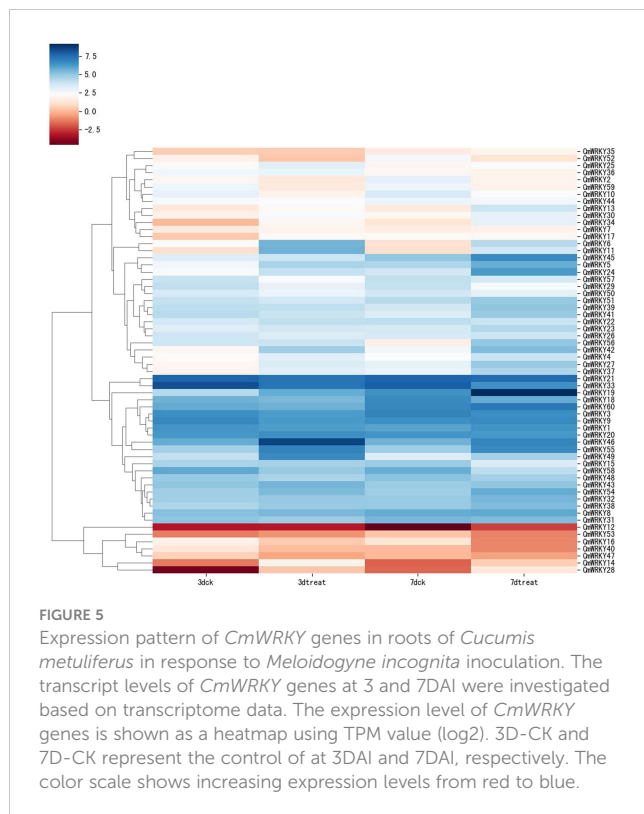 7.5
5.0
2.5
0.0
-2.5
CmWRKY35
CmWRKY52
CmWRKY25
CmWRKY36
CmWRKY2
CmWRKY59
CmWRKY10
CmWRKY44
CmWRKY13
CmWRKY30
CmWRKY34
CmWRKY7
CmWRKY17
CmWRKY6
CmWRKY11
CmWRKY45
CmWRKY5
CmWRKY24
CmWRKY57
CmWRKY29
CmWRKY50
CmWRKY51
CmWRKY39
CmWRKY41
CmWRKY22
CmWRKY23
CmWRKY26
CmWRKY56
CmWRKY42
CmWRKY4
CmWRKY27
CmWRKY37
CmWRKY21
CmWRKY33
CmWRKY19
CmWRKY18
CmWRKY60
CmWRKY3
CmWRKY9
CmWRKY1
CmWRKY20
CmWRKY46
CmWRKY55
CmWRKY49
CmWRKY15
CmWRKY58
CmWRKY48
CmWRKY43
CmWRKY54
CmWRKY32
CmWRKY38
CmWRKY8
CmWRKY31
CmWRKY12
CmWRKY53
CmWRKY16
CmWRKY40
CmWRKY47
CmWRKY14
CmWRKY28
3dck 3dtreat 7dck 7dtreat
FIGURE 5
Expression pattern of CmWRKY genes in roots of Cucumis
metuliferus in response to Meloidogyne incognita inoculation. The
transcript levels of CmWRKY genes at 3 and 7DAI were investigated
based on transcriptome data. The expression level of CmWRKY
genes is shown as a heatmap using TPM value (log2). 3D-CK and
7D-CK represent the control of at 3DAI and 7DAI, respectively. The
color scale shows increasing expression levels from red to blue.